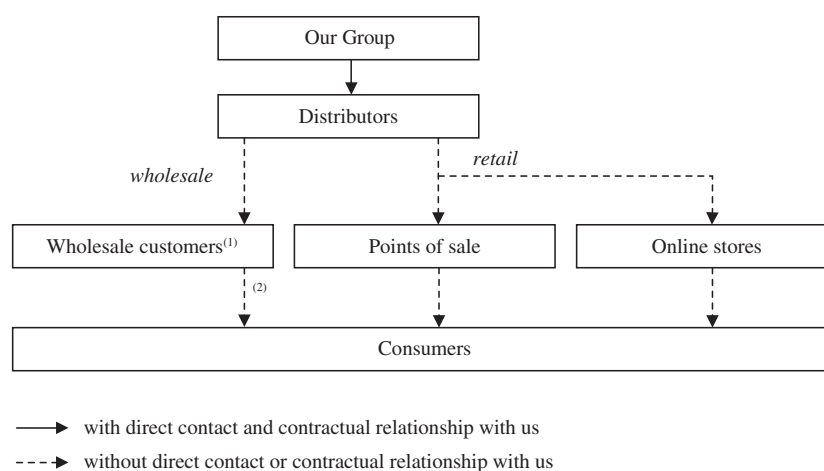 Our Group
Distributors
wholesale
retail
Wholesale customers(1)
Points of sale
Online stores
(2)
Consumers
with direct contact and contractual relationship with us
without direct contact or contractual relationship with us